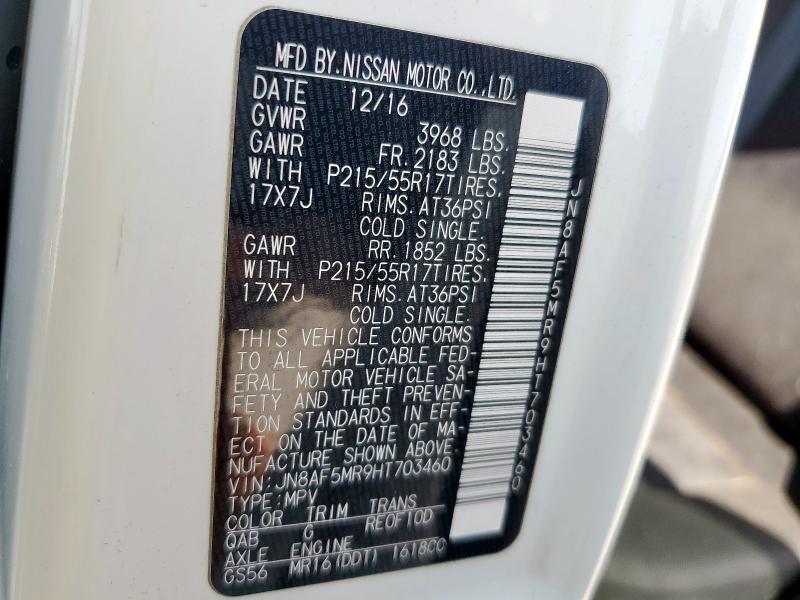 MFD BY.NISSAN MOTOR CO.,LTD.
DATE 12/16
GVWR 3968 LBS.
GAWR FR.2183 LBS.
WITH P215/55R17TIRES,
17X7J RIMS.AT36PSI
COLD SINGLE.
GAWR RR.1852 LBS.
WITH P215/55R17TIRES,
17X7J RIMS.AT36PSI
COLD SINGLE.
THIS VEHICLE CONFORMS
TO ALL APPLICABLE FED-
ERAL MOTOR VEHICLE SA-
FETY AND THEFT PREVEN-
TION STANDARDS IN EFF-
ECT ON THE DATE OF MA-
NUFACTURE SHOWN ABOVE.
VIN:JN8AF5MR9HT703460
TYPE:MPV
COLOR TRIM TRANS
QAB G RE0F10D
AXLE ENGINE
GS56 MR16(DDT) 1618CC
JN8AF5MR9HT703460